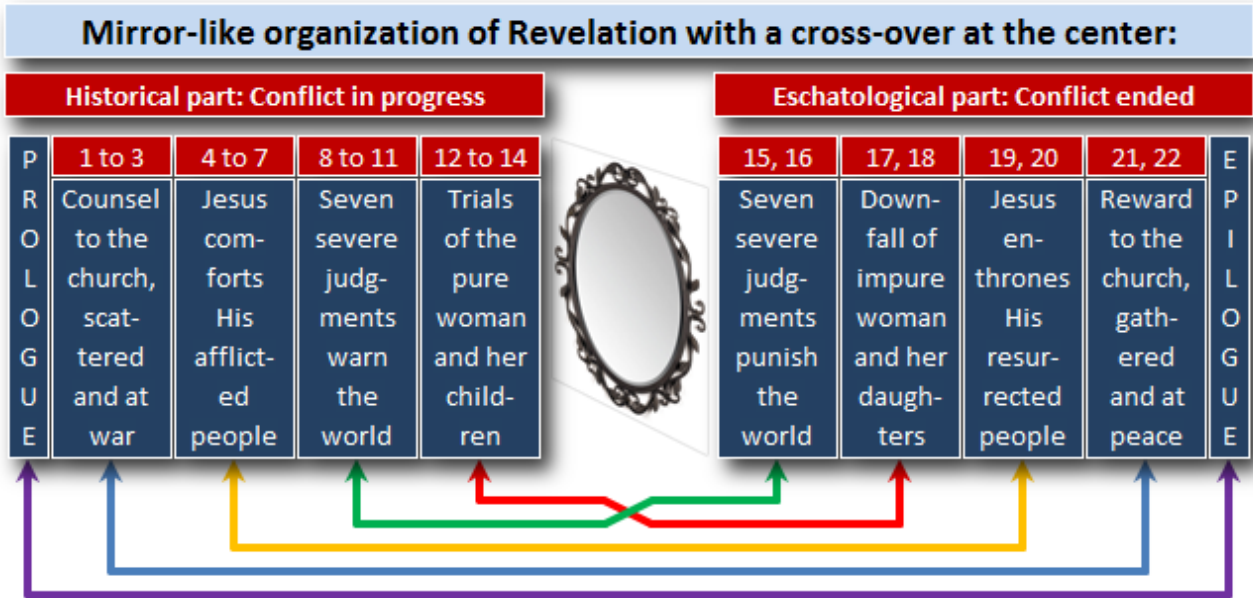 Mirror-like organization of Revelation with a cross-over at the center:
Historical part: Conflict in progress
P
R
O
L
O
G
U
E
1 to 3
Counsel
to the
church,
scat-
tered
and at
war
4 to 7
Jesus
com-
forts
His
afflict-
ed
people
8 to 11
Seven
severe
judg-
ments
warn
the
world
12 to 14
Trials
of the
pure
woman
and her
child-
ren
Eschatological part: Conflict ended
15, 16
Seven
severe
judg-
ments
punish
the
world
17, 18
Down-
fall of
impure
woman
and her
daugh-
ters
19, 20
Jesus
en-
thrones
His
resur-
rected
people
21, 22
Reward
to the
church,
gath-
ered
and at
peace
E
P
I
L
O
G
U
E